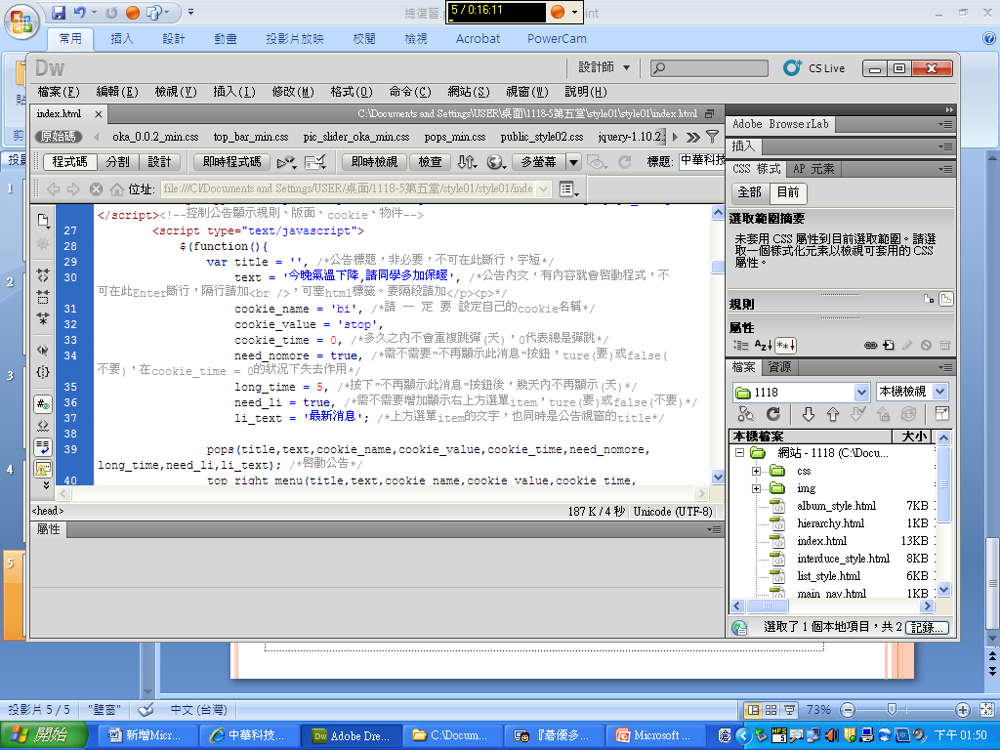 總復習
5 / 0:16:11
int
常用 插入 設計 動畫 投影片放映 校閱 檢視 Acrobat PowerCam
Dw
設計師
CS Live
檔案(F) 編輯(E) 檢視(V) 插入(I) 修改(M) 格式(O) 命令(C) 網站(S) 視窗(W) 說明(H)
index.html
C:\Documents and Settings\USER\桌面\1118-5第五堂\style01\style01\index.html
原始碼 oka_0.0.2_min.css top_bar_min.css pic_slider_oka_min.css pops_min.css public_style02.css jquery-1.10.2.
程式碼 分割 設計 即時程式碼 即時檢視 檢查 多螢幕 標題: 中華科技
位址: file:///C|/Documents and Settings/USER/桌面/1118-5第五堂/style01/style01/inde
</script><!--控制公告顯示規則、版面、cookie、物件-->
27 <script type="text/javascript">
28 $(function(){
29 var title = '', /*公告標題，非必要，不可在此斷行，字短*/
30 text = '今晚氣溫下降,請同學多加保暖', /*公告內文，有內容就會啓動程式，不
可在此Enter斷行，隔行請加<br />，可塞html標籤。要隔段請加</p><p>*/
31 cookie_name = 'bi', /*請 一 定 要 設定自己的cookie名稱*/
32 cookie_value = 'stop',
33 cookie_time = 0, /*多久之內不會重複跳彈(天)，0代表總是彈跳*/
34 need_nomore = true, /*需不需要"不再顯示此消息"按鈕，ture(要)或false(
不要)，在cookie_time = 0的狀況下失去作用*/
35 long_time = 5, /*按下"不再顯示此消息"按鈕後，幾天內不再顯示(天)*/
36 need_li = true, /*需不需要增加顯示右上方選單item，ture(要)或false(不要)*/
37 li_text = '最新消息'; /*上方選單item的文字，也同時是公告視窗的title*/
38
39 pops(title,text,cookie_name,cookie_value,cookie_time,need_nomore,
long_time,need_li,li_text); /*啓動公告*/
40 top_right_menu(title,text,cookie_name,cookie_value,cookie_time,
<head>
187 K / 4 秒 Unicode (UTF-8)
屬性
Adobe BrowserLab
插入
CSS 樣式 AP 元素
全部 目前
選取範圍摘要
未套用 CSS 屬性到目前選取範圍。請選
取一個樣式化元素以檢視可套用的 CSS
屬性。
規則
屬性
檔案 資源
1118 本機檢視
本機檔案 大小
網站 - 1118 (C:\Docu...
css
img
album_style.html 7KB
hierarchy.html 1KB
index.html 13KB
interduce_style.html 8KB
list_style.html 6KB
main_nav.html 1KB
選取了 1 個本地項目，共 2 記錄...
1
2
3
4
5
投影片 5 / 5 "壁窗" 中文 (台灣) 73%
開始 新增Micr... 中華科技... Adobe Dre... C:\Docum... Microsoft ... 下午 01:50